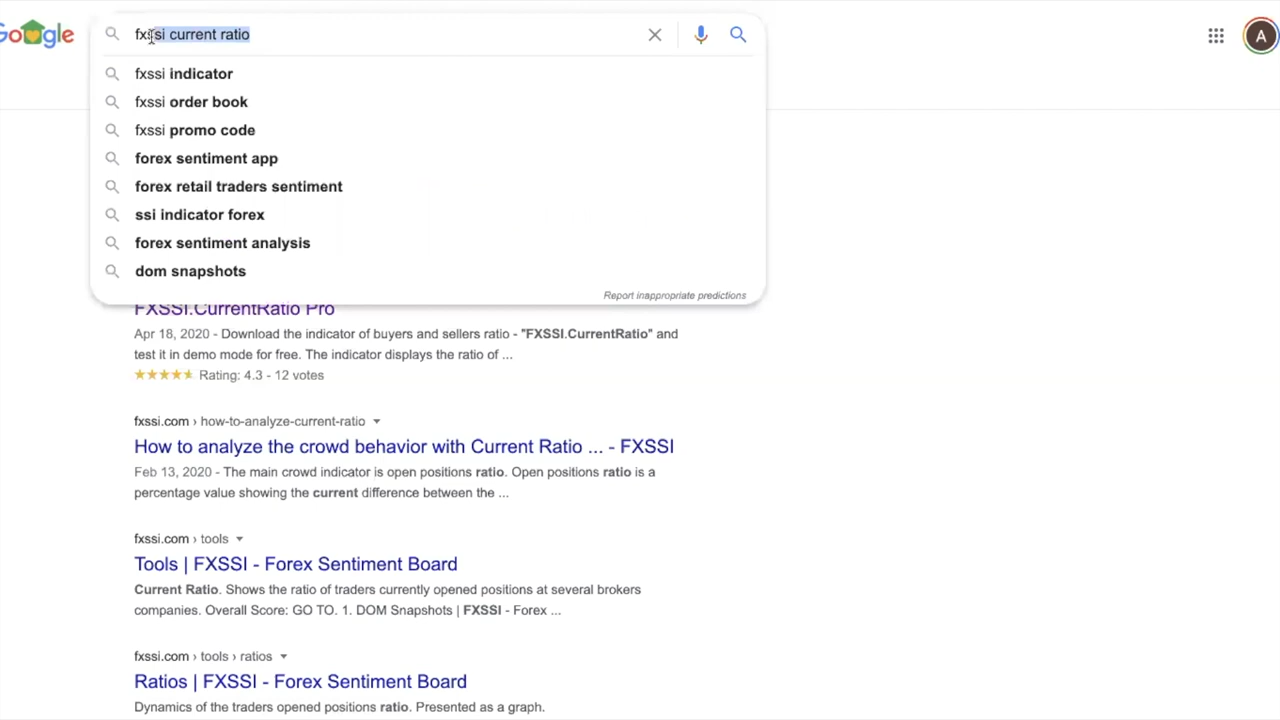 Google
fxssi current ratio
A
fxssi indicator
fxssi order book
fxssi promo code
forex sentiment app
forex retail traders sentiment
ssi indicator forex
forex sentiment analysis
dom snapshots
Report inappropriate predictions
FXSSI.CurrentRatio Pro
Apr 18, 2020 - Download the indicator of buyers and sellers ratio - "FXSSI.CurrentRatio" and
test it in demo mode for free. The indicator displays the ratio of ...
Rating: 4.3 - 12 votes
fxssi.com › how-to-analyze-current-ratio
How to analyze the crowd behavior with Current Ratio ... - FXSSI
Feb 13, 2020 - The main crowd indicator is open positions ratio. Open positions ratio is a
percentage value showing the current difference between the ...
fxssi.com › tools
Tools | FXSSI - Forex Sentiment Board
Current Ratio. Shows the ratio of traders currently opened positions at several brokers
companies. Overall Score: GO TO. 1. DOM Snapshots | FXSSI - Forex ...
fxssi.com › tools › ratios
Ratios | FXSSI - Forex Sentiment Board
Dynamics of the traders opened positions ratio. Presented as a graph.